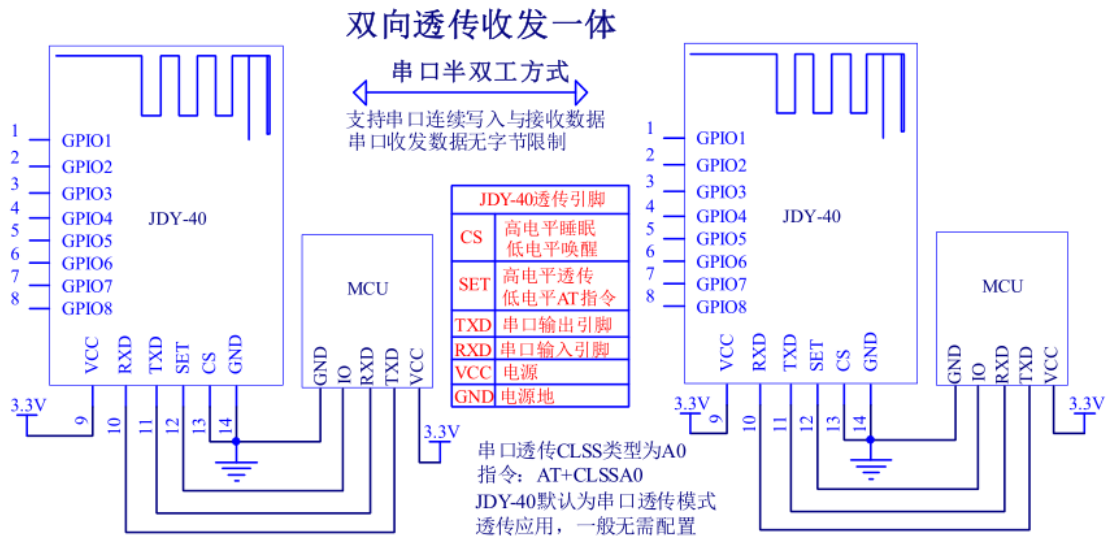 双向透传收发一体
串口半双工方式
支持串口连续写入与接收数据
串口收发数据无字节限制
1 GPIO1
2 GPIO2
3 GPIO3
4 GPIO4
5 GPIO5
6 GPIO6
7 GPIO7
8 GPIO8
JDY-40
VCC RXD TXD SET CS GND
9 10 11 12 13 14
3.3V
MCU
GND IO RXD TXD VCC
3.3V
JDY-40透传引脚
CS 高电平睡眠
低电平唤醒
SET 高电平透传
低电平AT指令
TXD 串口输出引脚
RXD 串口输入引脚
VCC 电源
GND 电源地
串口透传CLSS类型为A0
指令：AT+CLSSA0
JDY-40默认为串口透传模式
透传应用，一般无需配置
1 GPIO1
2 GPIO2
3 GPIO3
4 GPIO4
5 GPIO5
6 GPIO6
7 GPIO7
8 GPIO8
JDY-40
VCC RXD TXD SET CS GND
9 10 11 12 13 14
3.3V
MCU
GND IO RXD TXD VCC
3.3V